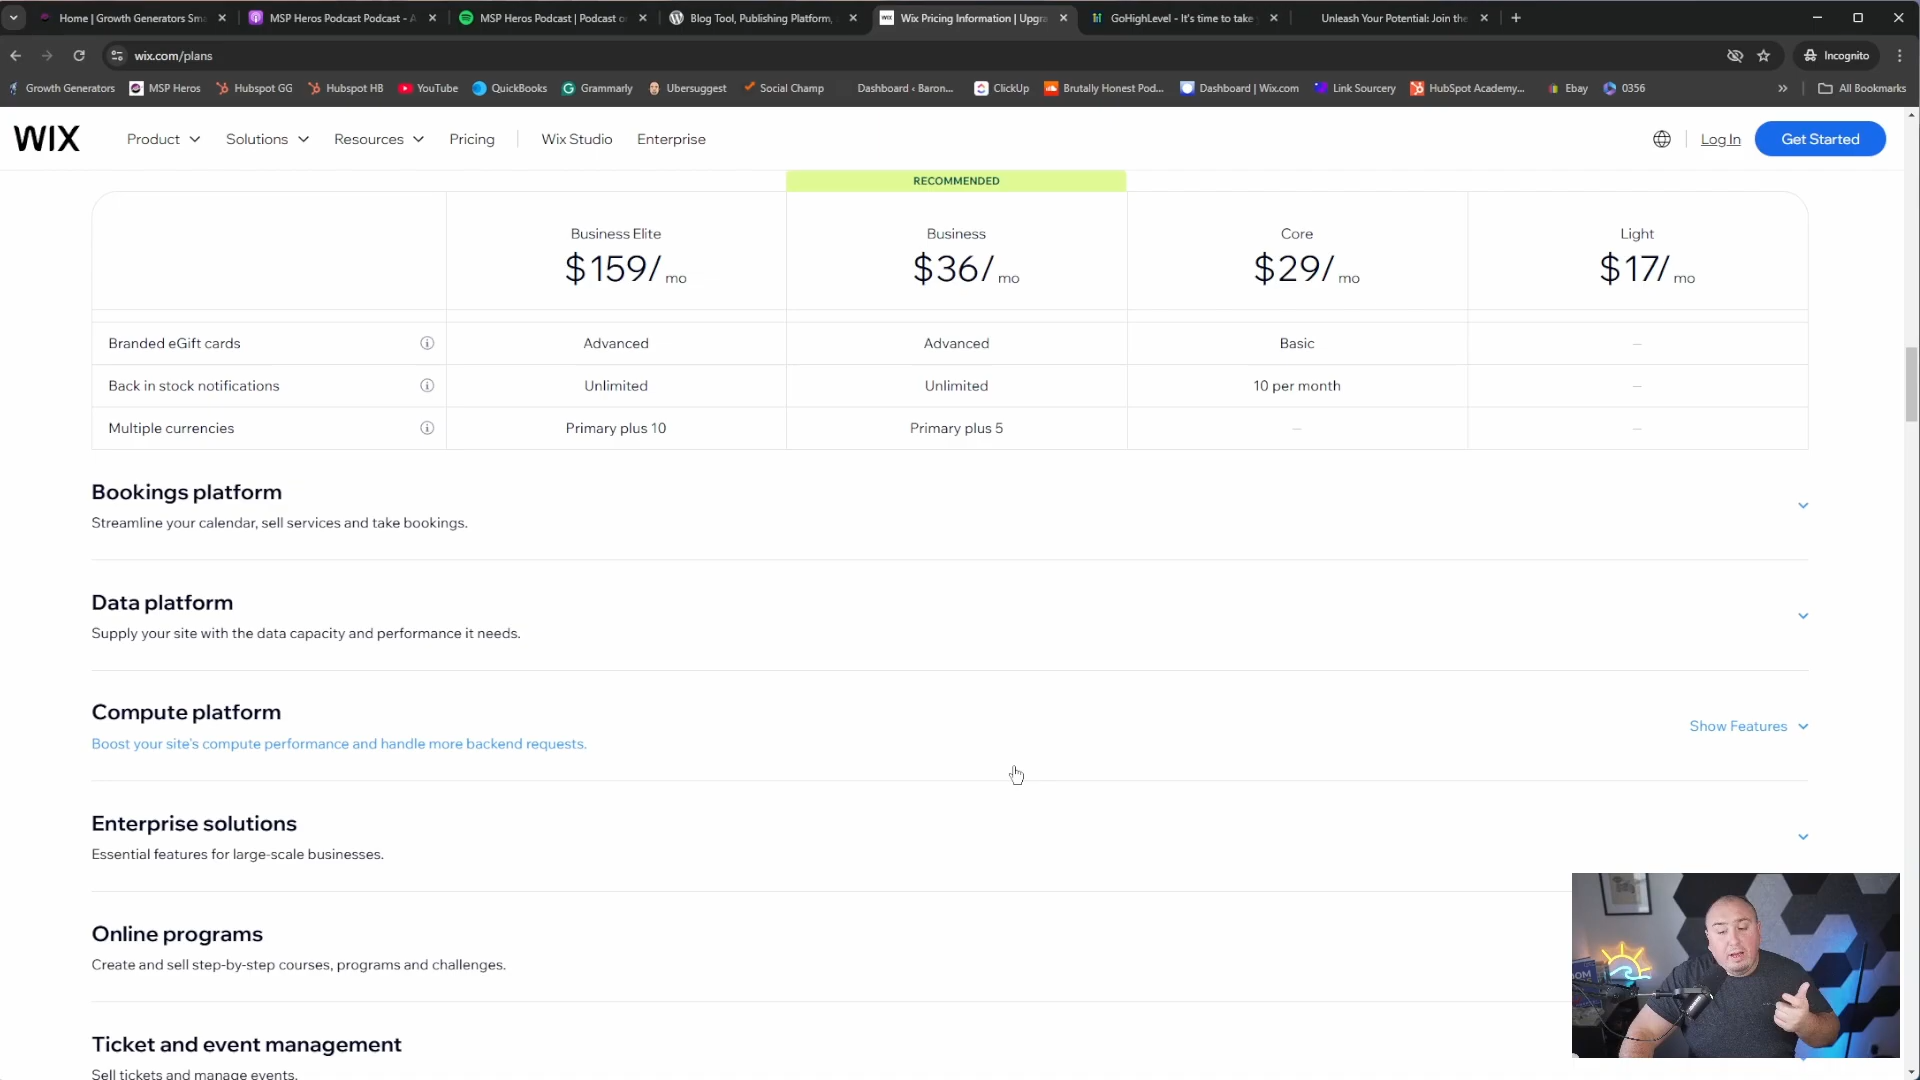 Home | Growth Generators Sma
MSP Heros Podcast Podcast - A
MSP Heros Podcast | Podcast o
Blog Tool, Publishing Platform,
Wix Pricing Information | Upgra
GoHighLevel - It's time to take
Unleash Your Potential: Join the
wix.com/plans
Incognito
Growth Generators
MSP Heros
Hubspot GG
Hubspot HB
YouTube
QuickBooks
Grammarly
Ubersuggest
Social Champ
Dashboard ‹ Baron...
ClickUp
Brutally Honest Pod...
Dashboard | Wix.com
Link Sourcery
HubSpot Academy...
Ebay
0356
All Bookmarks
WIX
Product
Solutions
Resources
Pricing
Wix Studio
Enterprise
Log In
Get Started
RECOMMENDED
Business Elite
Business
Core
Light
$159/ mo
$36/ mo
$29/ mo
$17/ mo
Branded eGift cards
Advanced
Advanced
Basic
–
Back in stock notifications
Unlimited
Unlimited
10 per month
–
Multiple currencies
Primary plus 10
Primary plus 5
–
–
Bookings platform
Streamline your calendar, sell services and take bookings.
Data platform
Supply your site with the data capacity and performance it needs.
Compute platform
Boost your site's compute performance and handle more backend requests.
Show Features
Enterprise solutions
Essential features for large-scale businesses.
Online programs
Create and sell step-by-step courses, programs and challenges.
Ticket and event management
Sell tickets and manage events.